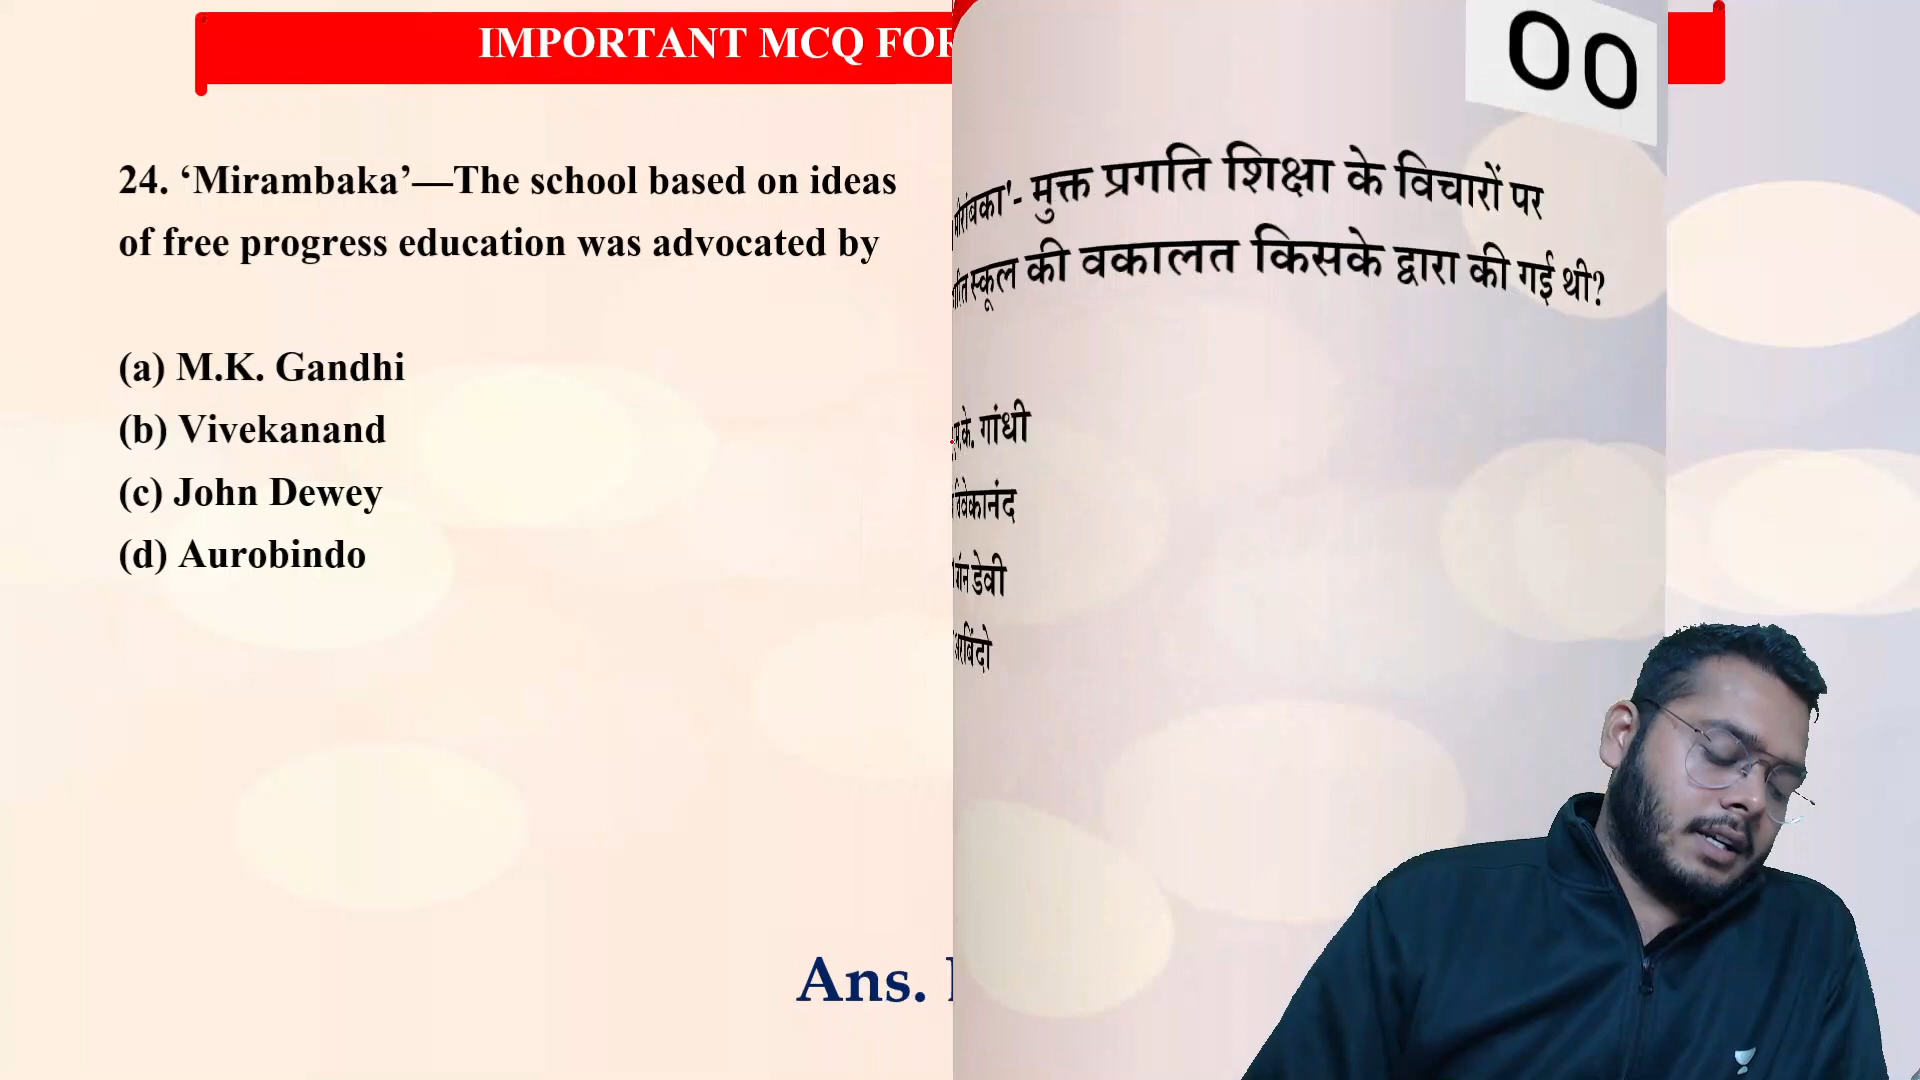 IMPORTANT MCQ FOR
24. ‘Mirambaka’—The school based on ideas
of free progress education was advocated by
(a) M.K. Gandhi
(b) Vivekanand
(c) John Dewey
(d) Aurobindo
Ans.
00
- मुक्त प्रगति शिक्षा के विचारों पर
स्कूल की वकालत किसके द्वारा की गई थी?
गांधी
डेवी